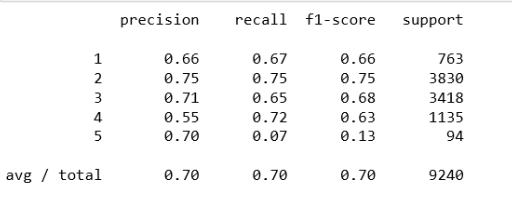 precision recall f1-score support
1 0.66 0.67 0.66 763
2 0.75 0.75 0.75 3830
3 0.71 0.65 0.68 3418
4 0.55 0.72 0.63 1135
5 0.70 0.07 0.13 94
avg / total 0.70 0.70 0.70 9240